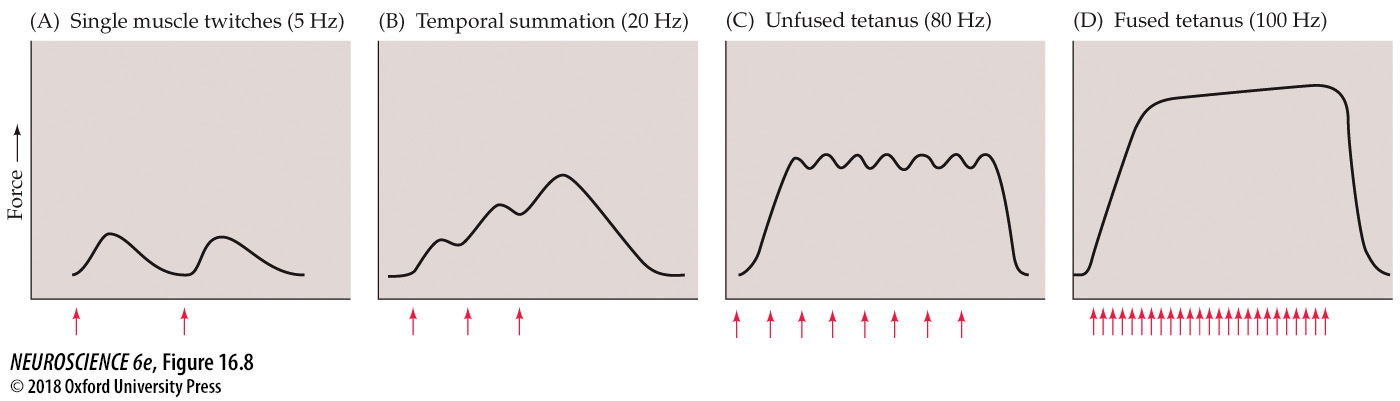 (A) Single muscle twitches (5 Hz)
(B) Temporal summation (20 Hz)
(C) Unfused tetanus (80 Hz)
(D) Fused tetanus (100 Hz)
Force
NEUROSCIENCE 6e, Figure 16.8
© 2018 Oxford University Press